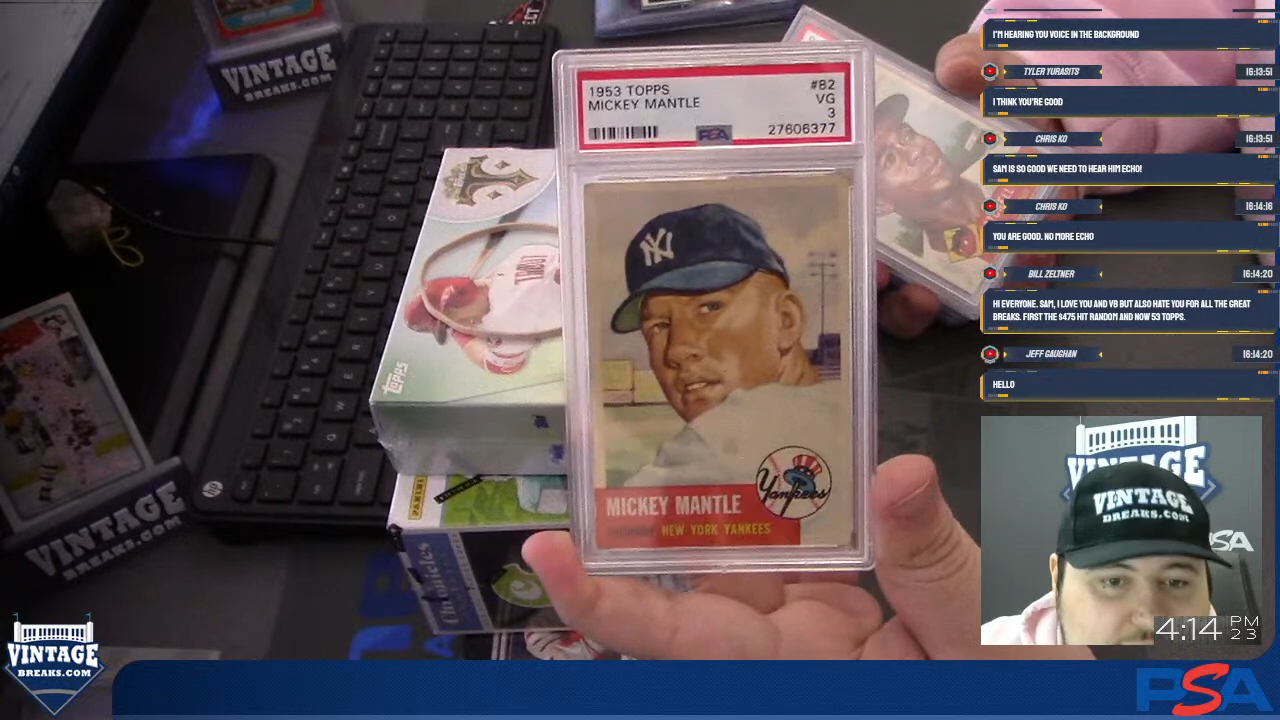 I'M HEARING YOU VOICE IN THE BACKGROUND
TYLER YURASITS
16:13:51
I THINK YOU'RE GOOD
CHRIS KO
16:13:51
SAM IS SO GOOD WE NEED TO HEAR HIM ECHO!
CHRIS KO
16:14:16
YOU ARE GOOD. NO MORE ECHO
BILL ZELTNER
16:14:20
HI EVERYONE. SAM, I LOVE YOU AND VB BUT ALSO HATE YOU FOR ALL THE GREAT
BREAKS. FIRST THE $475 HIT RANDOM AND NOW 53 TOPPS.
JEFF GAUGHAN
16:14:20
HELLO
1953 TOPPS #82
MICKEY MANTLE VG
3
PSA 27606377
NY
MICKEY MANTLE
NEW YORK YANKEES
Yankees
VINTAGE
BREAKS.COM
TROUT
TOPPS
PANINI
Chronicles
hp
VINTAGE
BREAKS.COM
VINTAGE
BREAKS.COM
VINTAGE
BREAKS.COM
PSA
4:14 PM
23
PSA